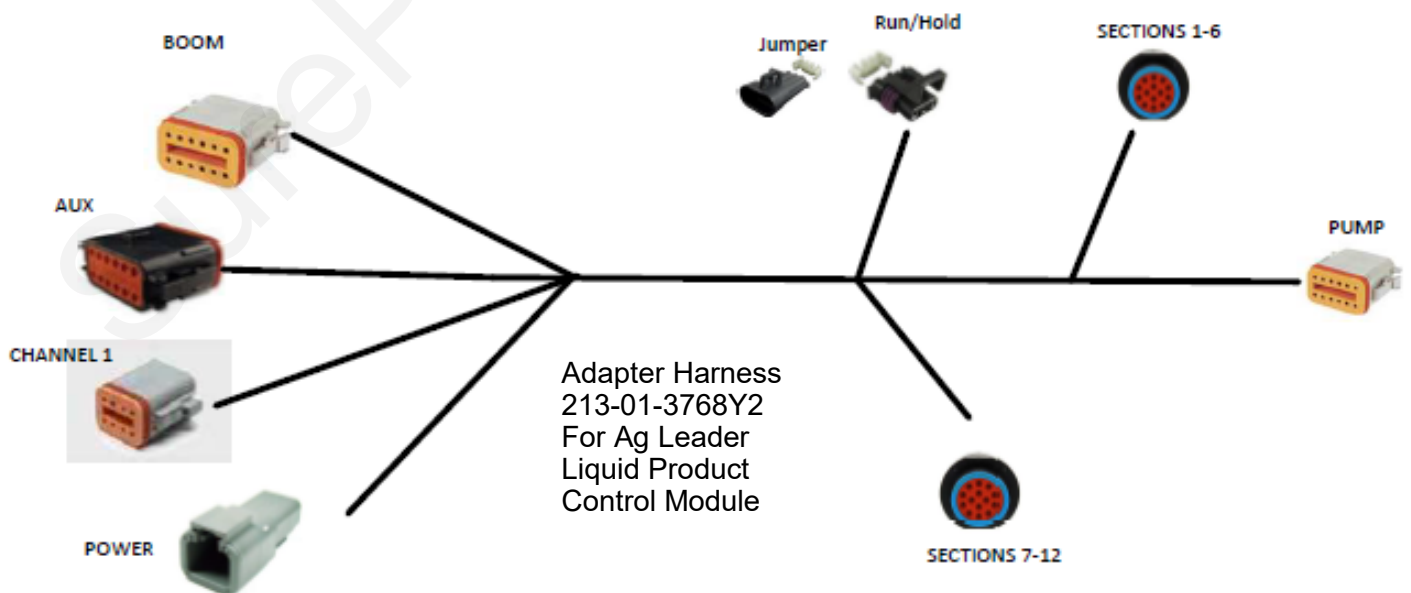 BOOM
Jumper
Run/Hold
SECTIONS 1-6
AUX
PUMP
CHANNEL 1
Adapter Harness
213-01-3768Y2
For Ag Leader
Liquid Product
Control Module
POWER
SECTIONS 7-12